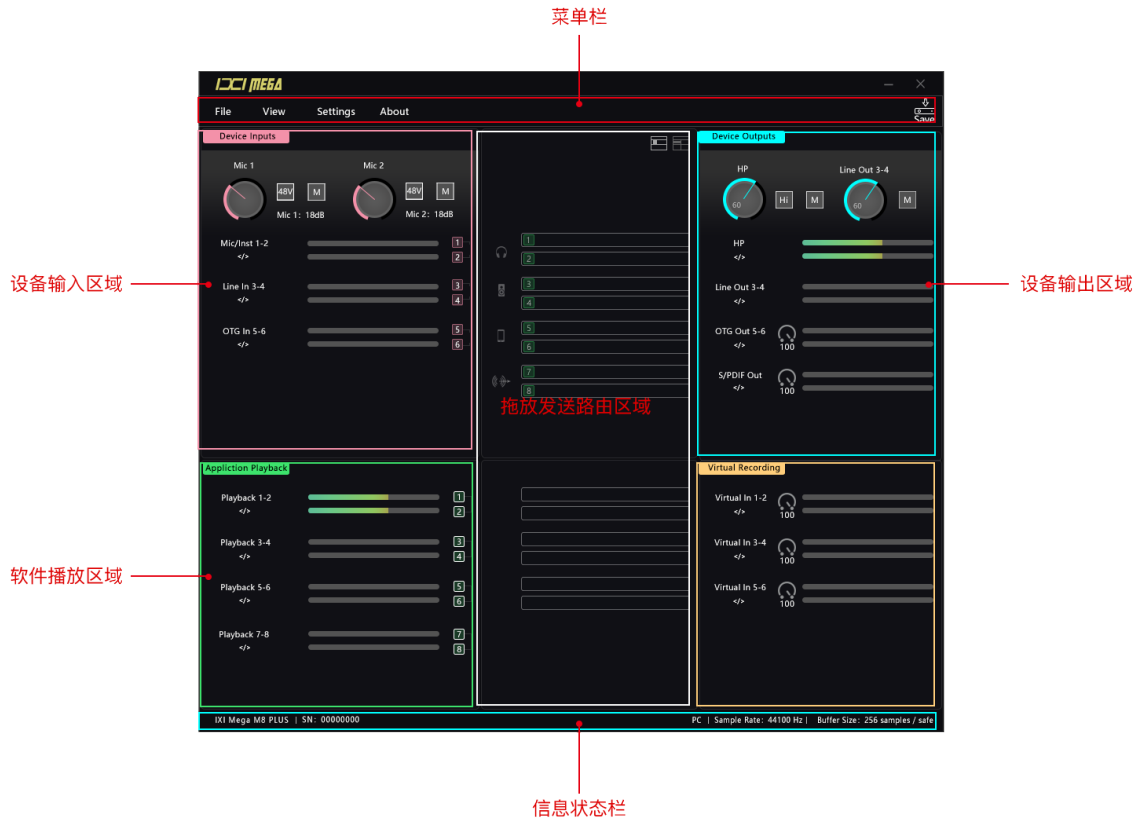 菜单栏
IXI MEGA
File View Settings About
Save
Device Inputs
Mic 1 Mic 2
48V M 48V M
Mic 1: 18dB Mic 2: 18dB
Mic/Inst 1-2 1
</> 2
Line In 3-4 3
</> 4
OTG In 5-6 5
</> 6
设备输入区域
1
2
3
4
5
6
7
8
拖放发送路由区域
Device Outputs
HP Line Out 3-4
60 Hi M 60 M
HP
</>
Line Out 3-4
</>
OTG Out 5-6
</> 100
S/PDIF Out
</> 100
设备输出区域
Appliction Playback
Playback 1-2 1
</> 2
Playback 3-4 3
</> 4
Playback 5-6 5
</> 6
Playback 7-8 7
</> 8
软件播放区域
Virtual Recording
Virtual In 1-2
</> 100
Virtual In 3-4
</> 100
Virtual In 5-6
</> 100
IXI Mega M8 PLUS | SN: 00000000
PC | Sample Rate: 44100 Hz | Buffer Size: 256 samples / safe
信息状态栏